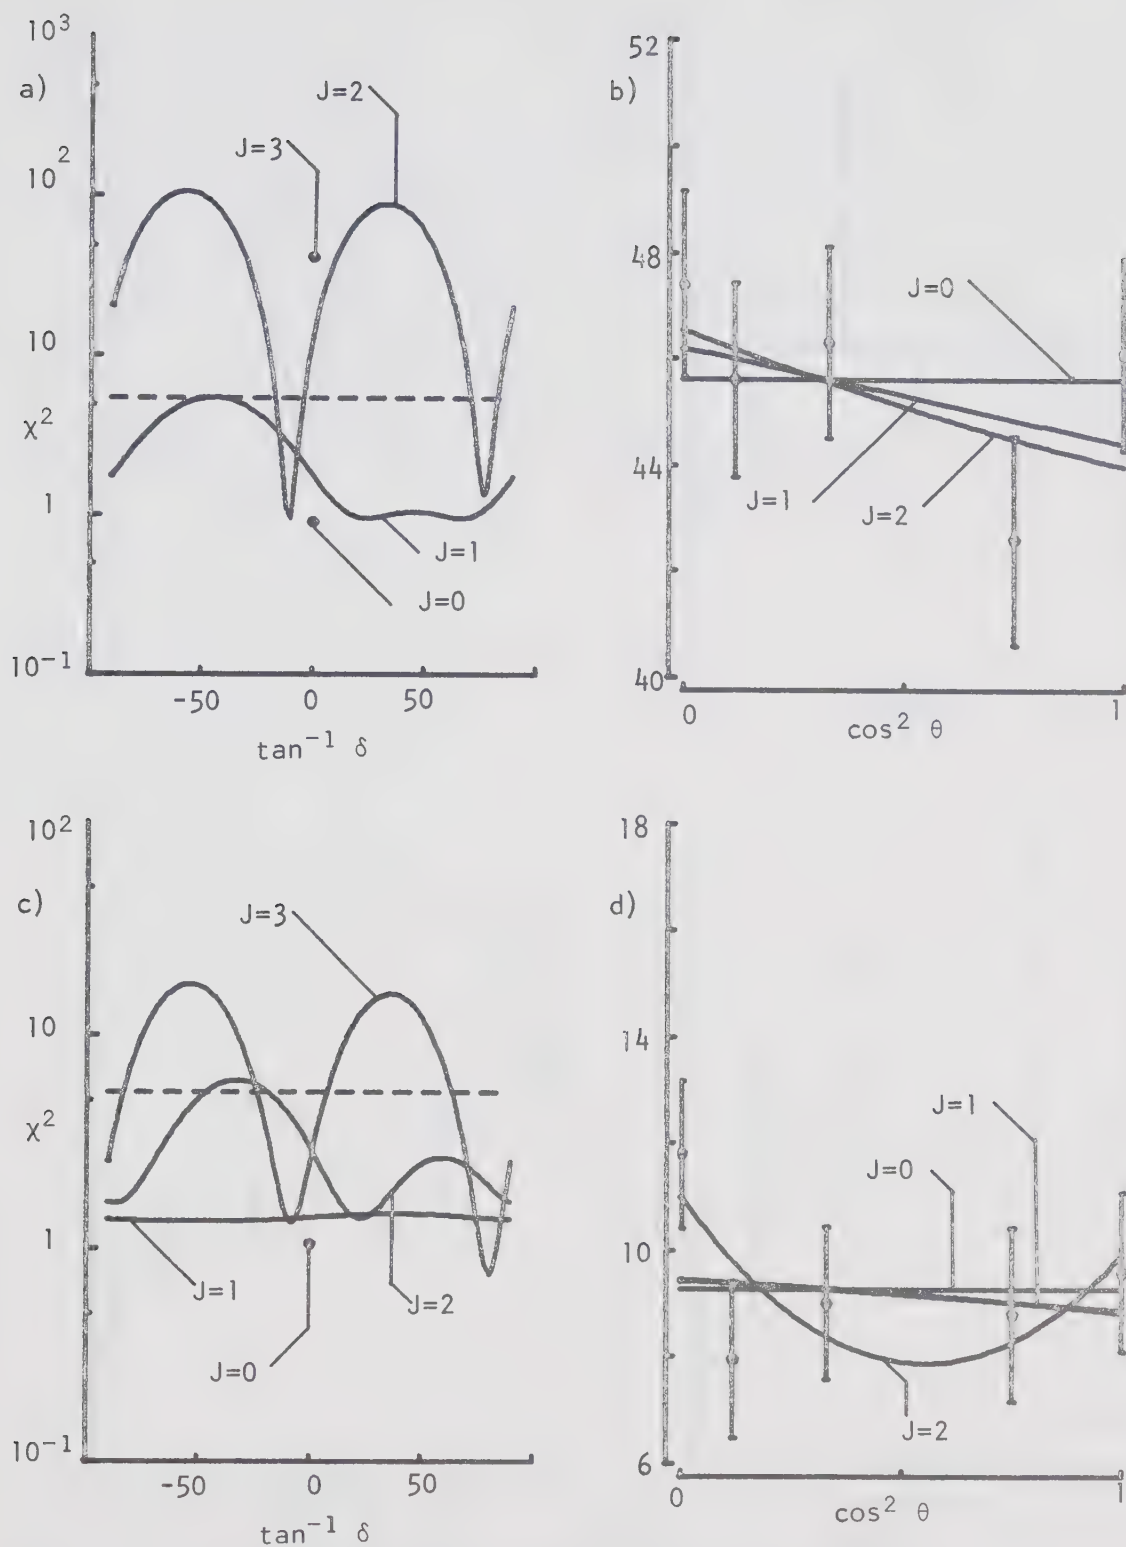 a)
10³
10²
10
χ²
1
10⁻¹
J=2
J=3
J=1
J=0
-50 0 50
tan⁻¹ δ
b)
52
48
44
40
J=0
J=1
J=2
0 1
cos² θ
c)
10²
10
χ²
1
10⁻¹
J=3
J=1
J=2
J=0
-50 0 50
tan⁻¹ δ
d)
18
14
10
6
J=1
J=0
J=2
0 1
cos² θ